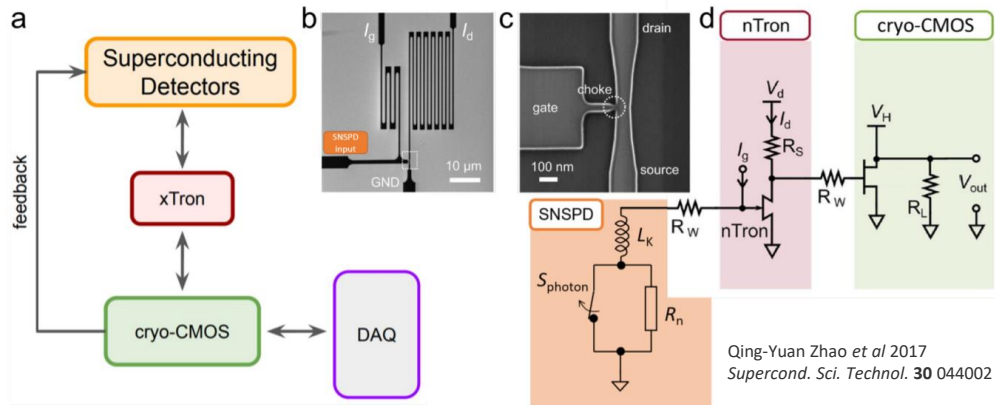 a
Superconducting
Detectors
feedback
xTron
cryo-CMOS
DAQ
b
Ig
Id
SNSPD
Input
GND
10 μm
c
drain
choke
gate
100 nm
source
d
nTron
cryo-CMOS
Vd
Id
RS
Ig
RW
nTron
VH
RW
RL
Vout
SNSPD
LK
Sphoton
Rn
Qing-Yuan Zhao et al 2017
Supercond. Sci. Technol. 30 044002